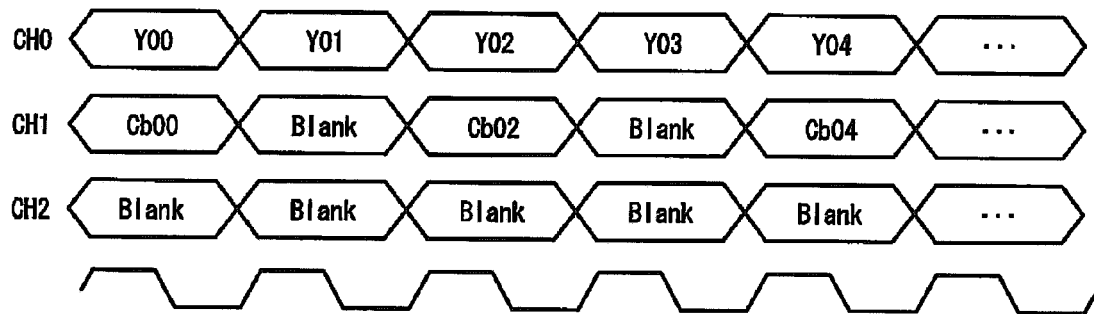 CH0 Y00 Y01 Y02 Y03 Y04 ...
CH1 Cb00 Blank Cb02 Blank Cb04 ...
CH2 Blank Blank Blank Blank Blank ...